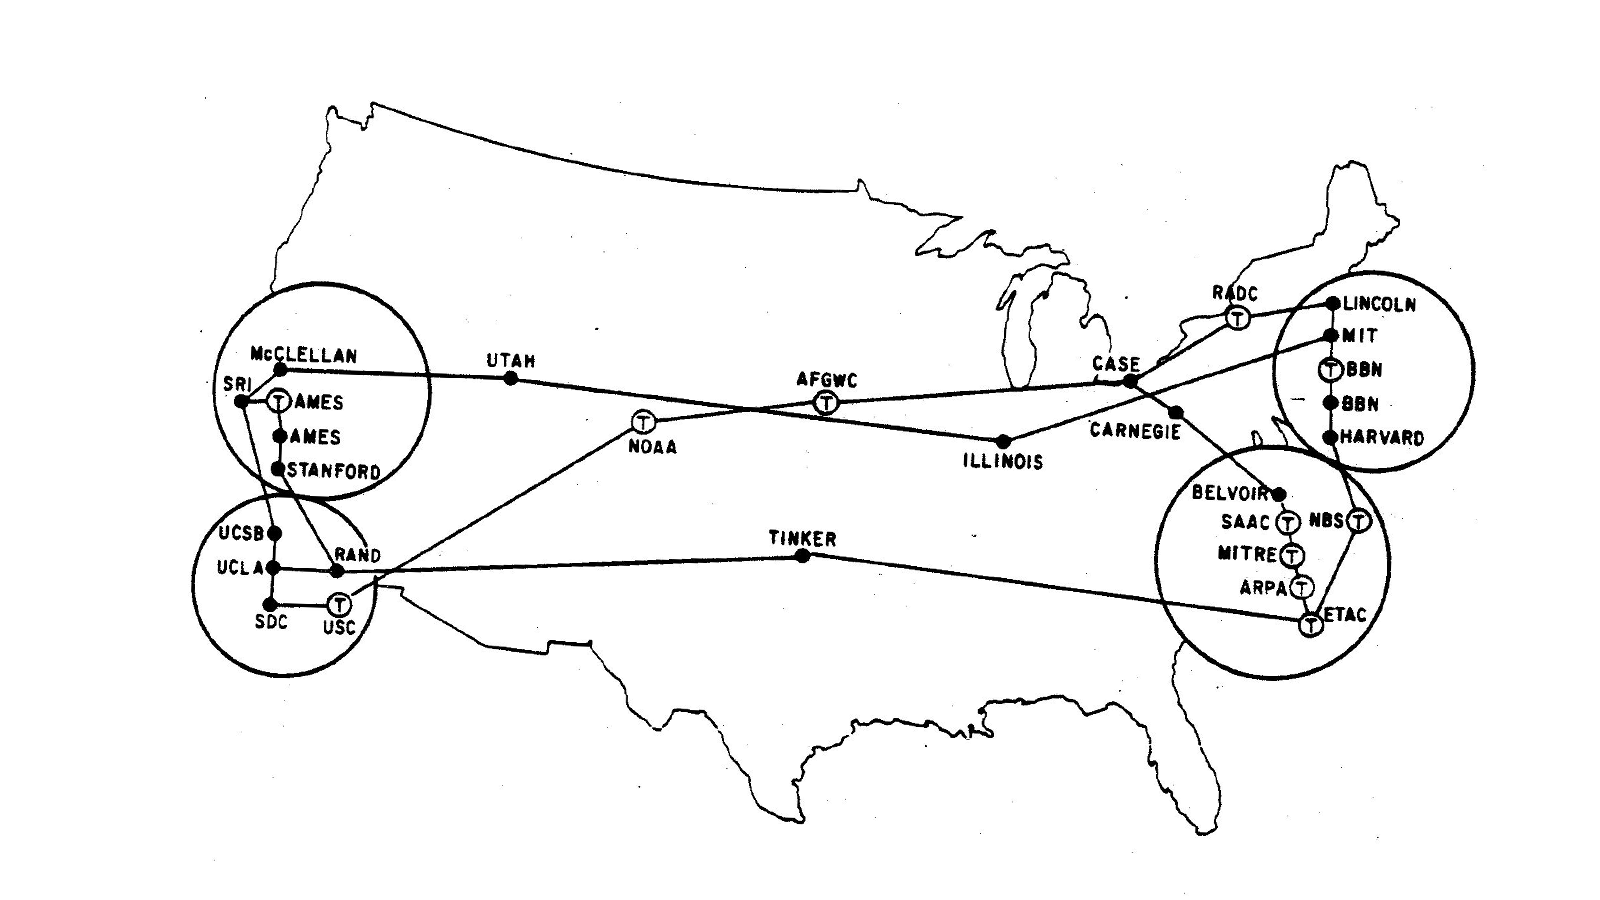 RADC
T
LINCOLN
MIT
T BBN
BBN
HARVARD
McCLELLAN
SRI
T AMES
AMES
STANFORD
UTAH
AFGWC
T
T
NOAA
CASE
CARNEGIE
ILLINOIS
UCSB
UCLA
RAND
SDC
T
USC
TINKER
BELVOIR
SAAC T
NBS T
MITRE T
ARPA T
ETAC
T